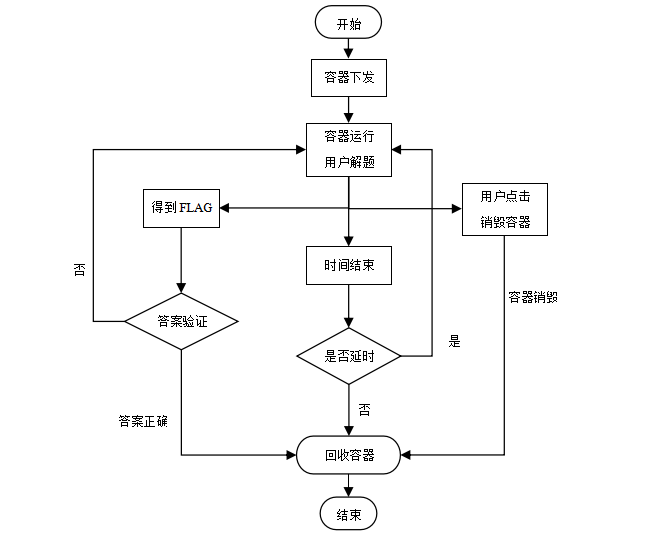 开始
容器下发
容器运行
用户解题
得到 FLAG
用户点击
销毁容器
时间结束
否
容器销毁
答案验证
是
是否延时
否
答案正确
回收容器
结束